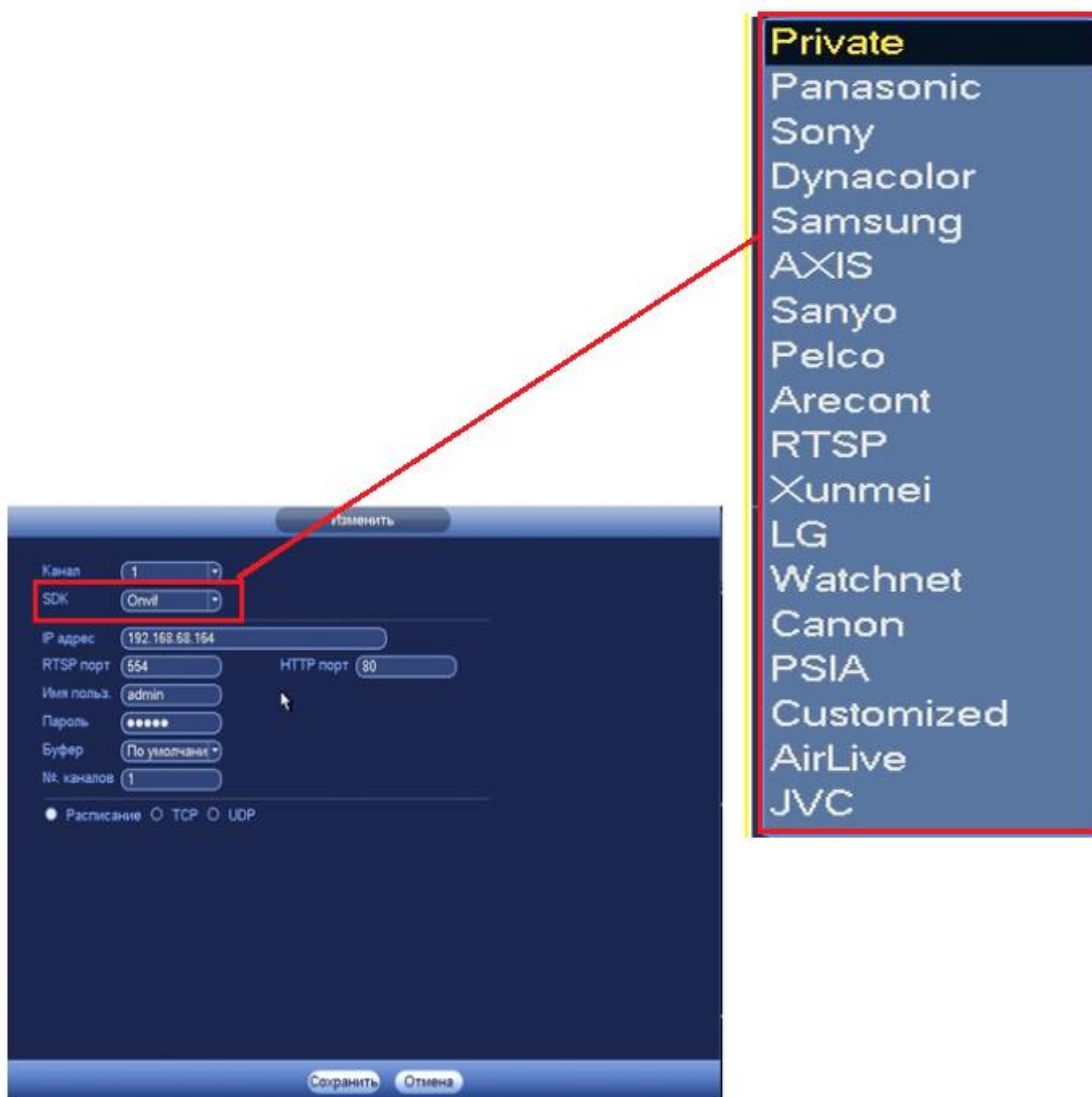 Private
Panasonic
Sony
Dynacolor
Samsung
AXIS
Sanyo
Pelco
Arecont
RTSP
Xunmei
LG
Watchnet
Canon
PSIA
Customized
AirLive
JVC
Изменить
Канал 1
SDK Onvif
IP адрес 192.168.68.164
RTSP порт 554 HTTP порт 80
Имя польз. admin
Пароль •••••
Буфер По умолчани
№. каналов 1
Расписание TCP UDP
Сохранить Отмена